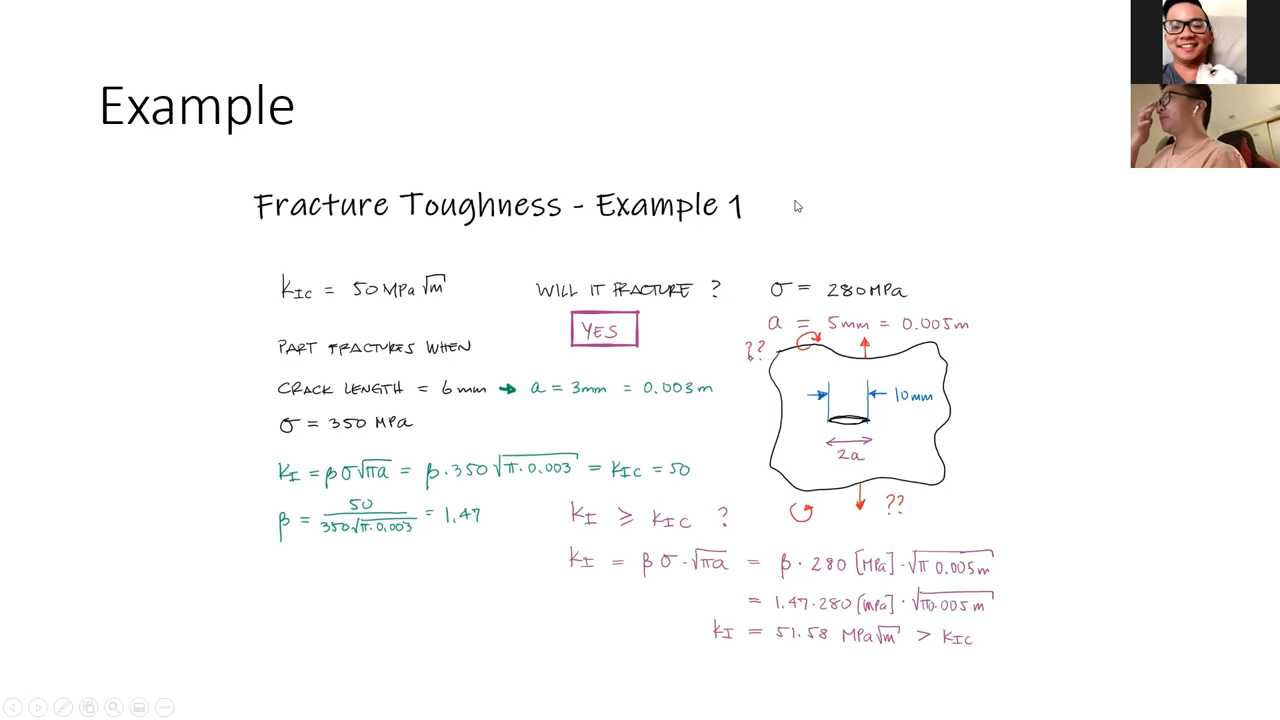 Example
Fracture Toughness - Example 1
K_IC = 50 MPa √m
WILL IT FRACTURE ?
YES
σ = 280 MPa
a = 5mm = 0.005m
PART FRACTURES WHEN
CRACK LENGTH = 6mm → a = 3mm = 0.003m
σ = 350 MPa
K_I = βσ√πa = β·350√π·0.003 = K_IC = 50
β = 50 / 350√π·0.003 = 1.47
??
10mm
2a
??
K_I ≥ K_IC ?
K_I = βσ·√πa = β·280 [MPa]·√π 0.005m
= 1.47·280 [MPa]·√π0.005m
K_I = 51.58 MPa√m > K_IC